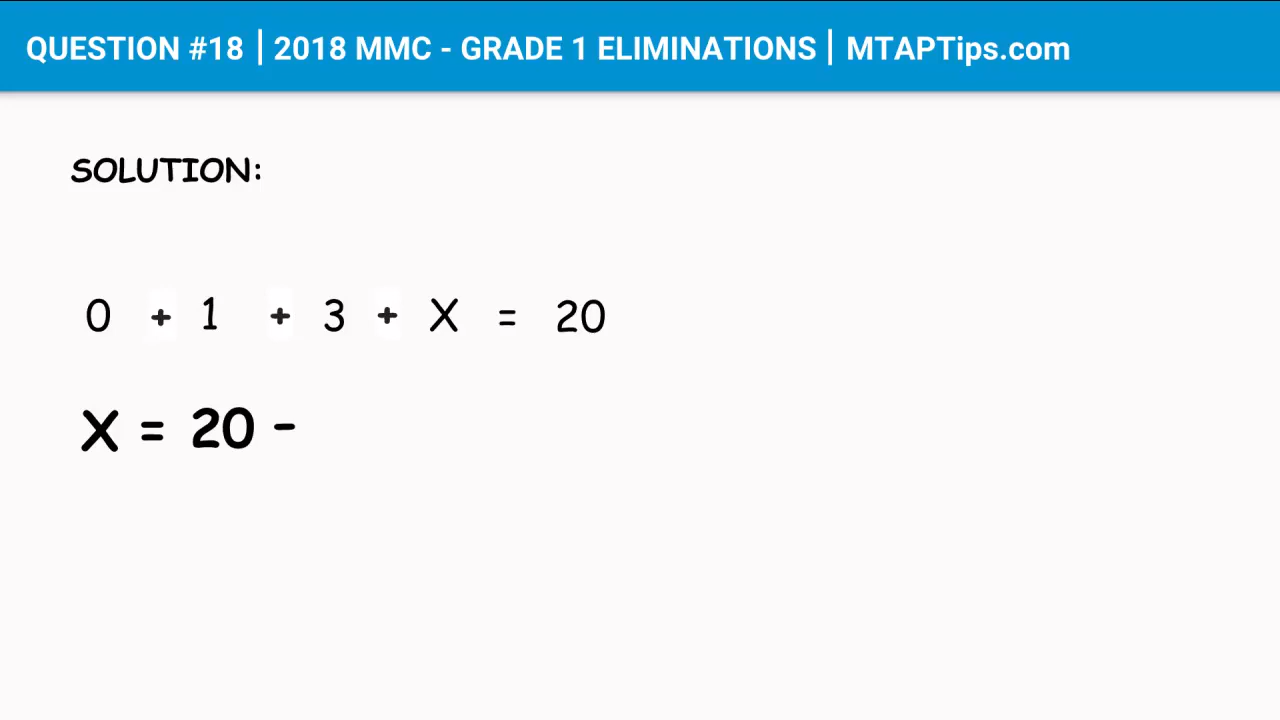 QUESTION #18 | 2018 MMC - GRADE 1 ELIMINATIONS | MTAPTips.com
SOLUTION:
0 + 1 + 3 + X = 20
X = 20 -